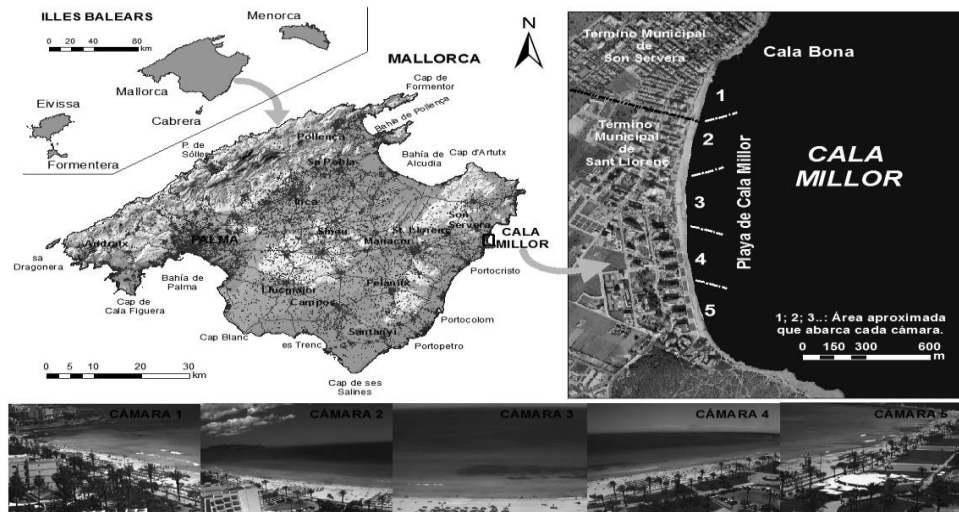 ILLES BALEARS
0 20 40 60 80
km
Menorca
Mallorca
Eivissa
Cabrera
Formentera
N
MALLORCA
Cap de
Formentor
Bahía de Pollença
Pollença
P. de
Sóller
Sa Pobla
Bahía de
Alcudia
Cap d'Artutx
Inca
Son
Servera
Sineu
St. Llorenç
Manacor
CALA
MILLOR
PALMA
Andratx
sa
Dragonera
Bahía de
Palma
Portocristo
Cap de
Cala Figuera
Llucmajor
Campos
Felanitx
Portocolom
Cap Blanc
es Trenc
Santanyí
Portopetro
Cap de ses
Salines
0 5 10 20 30
km
Término Municipal
de
Son Servera
Cala Bona
1
Término
Municipal
de
Sant Llorenç
2
3
4
5
Playa de Cala Millor
CALA
MILLOR
1; 2; 3..: Área aproximada
que abarca cada cámara.
0 150 300 600
m
CÁMARA 1
CÁMARA 2
CÁMARA 3
CÁMARA 4
CÁMARA 5